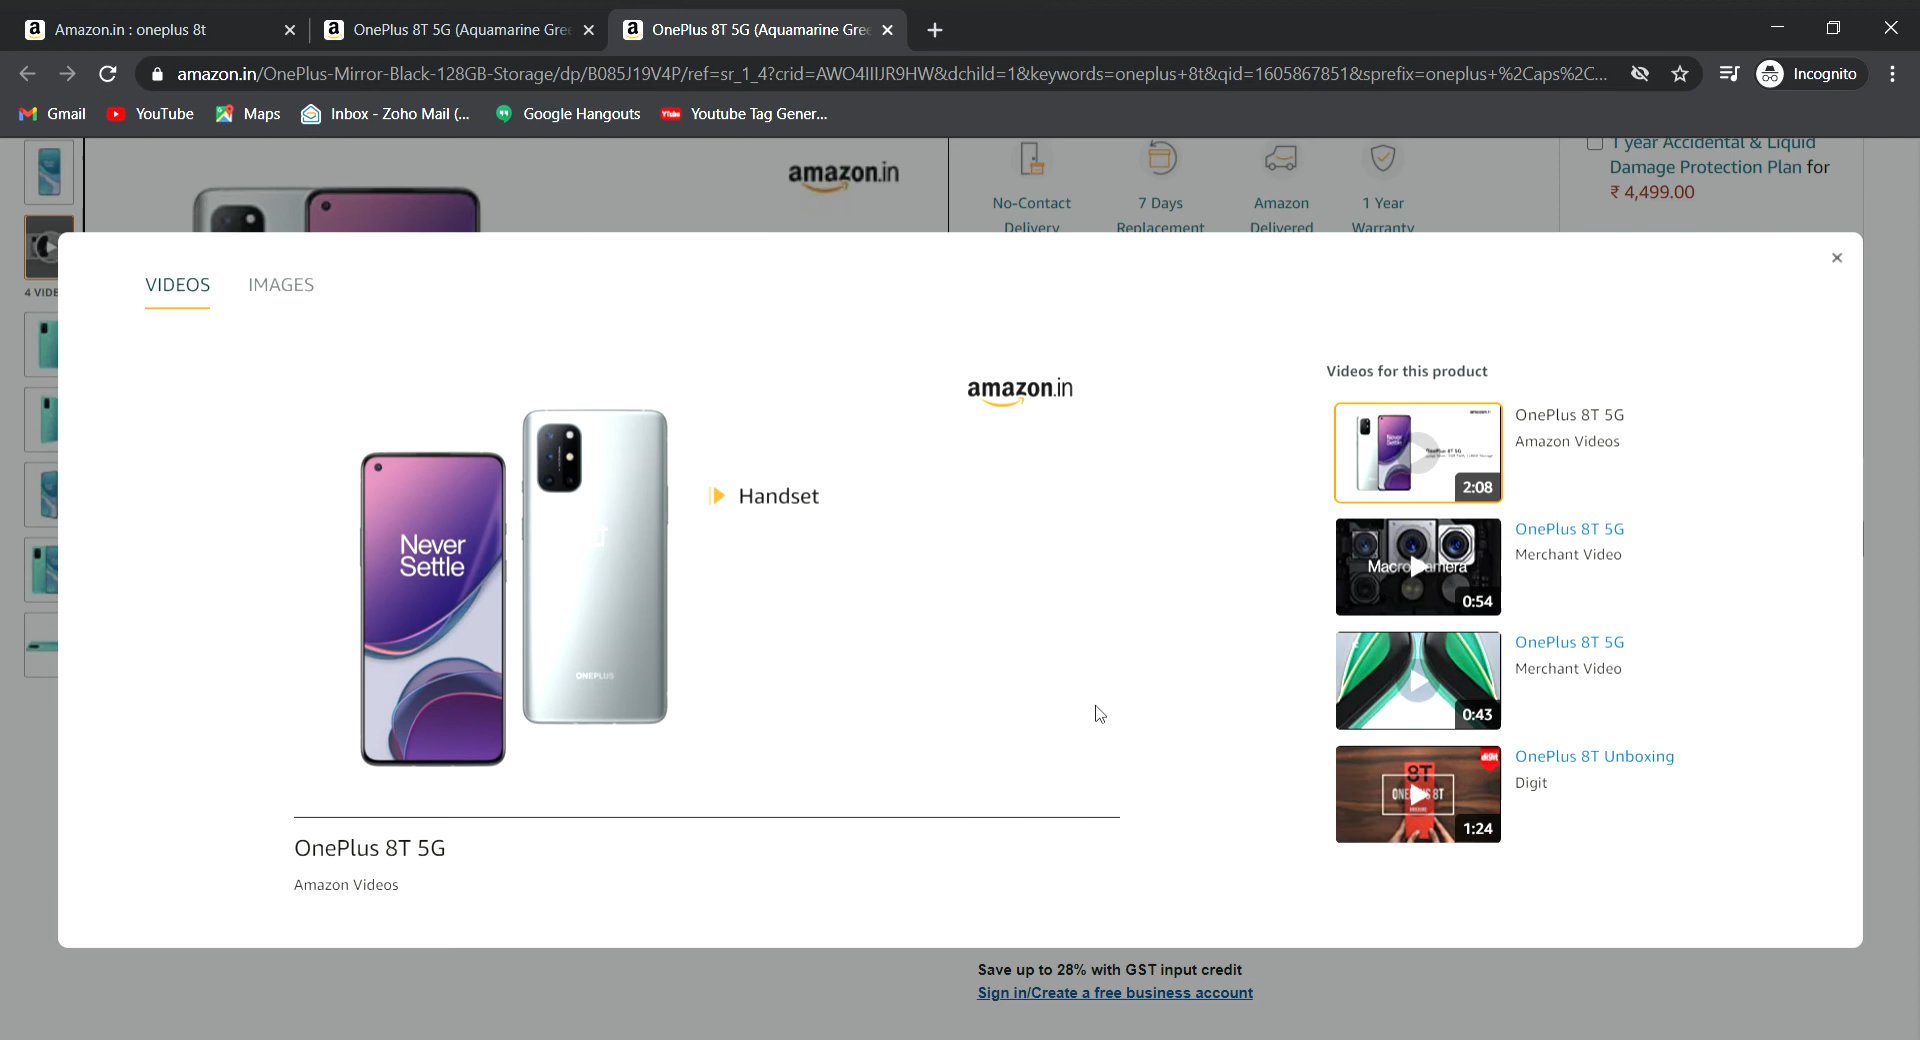 Amazon.in : oneplus 8t
OnePlus 8T 5G (Aquamarine Gre
OnePlus 8T 5G (Aquamarine Gree
amazon.in/OnePlus-Mirror-Black-128GB-Storage/dp/B085J19V4P/ref=sr_1_4?crid=AWO4IIIJR9HW&dchild=1&keywords=oneplus+8t&qid=1605867851&sprefix=oneplus+%2Caps%2C...
Incognito
Gmail
YouTube
Maps
Inbox - Zoho Mail (...
Google Hangouts
Youtube Tag Gener...
amazon.in
No-Contact
Delivery
7 Days
Replacement
Amazon
Delivered
1 Year
Warranty
1 year Accidental & Liquid
Damage Protection Plan for
₹ 4,499.00
4 VIDE
VIDEOS
IMAGES
amazon.in
Never
Settle
ONEPLUS
Handset
OnePlus 8T 5G
Amazon Videos
Videos for this product
2:08
OnePlus 8T 5G
Amazon Videos
0:54
OnePlus 8T 5G
Merchant Video
0:43
OnePlus 8T 5G
Merchant Video
8T
1:24
OnePlus 8T Unboxing
Digit
Save up to 28% with GST input credit
Sign in/Create a free business account